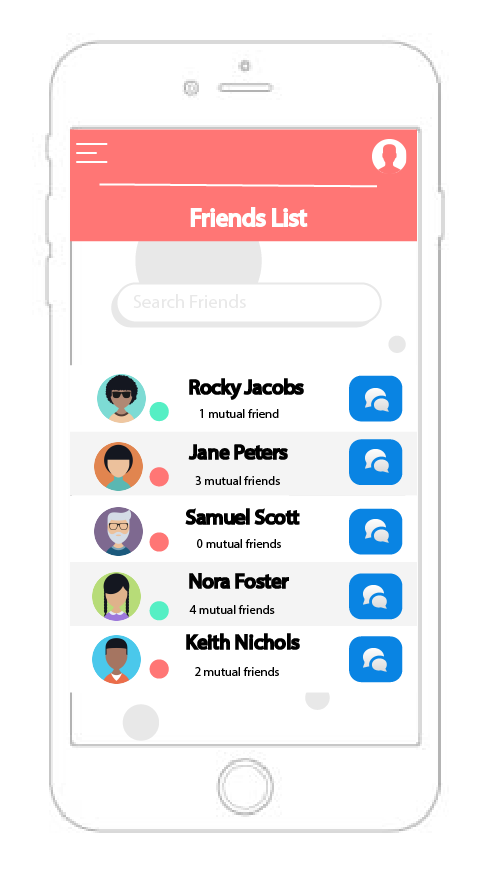 Friends List
Search Friends
Rocky Jacobs
1 mutual friend
Jane Peters
3 mutual friends
Samuel Scott
0 mutual friends
Nora Foster
4 mutual friends
Keith Nichols
2 mutual friends